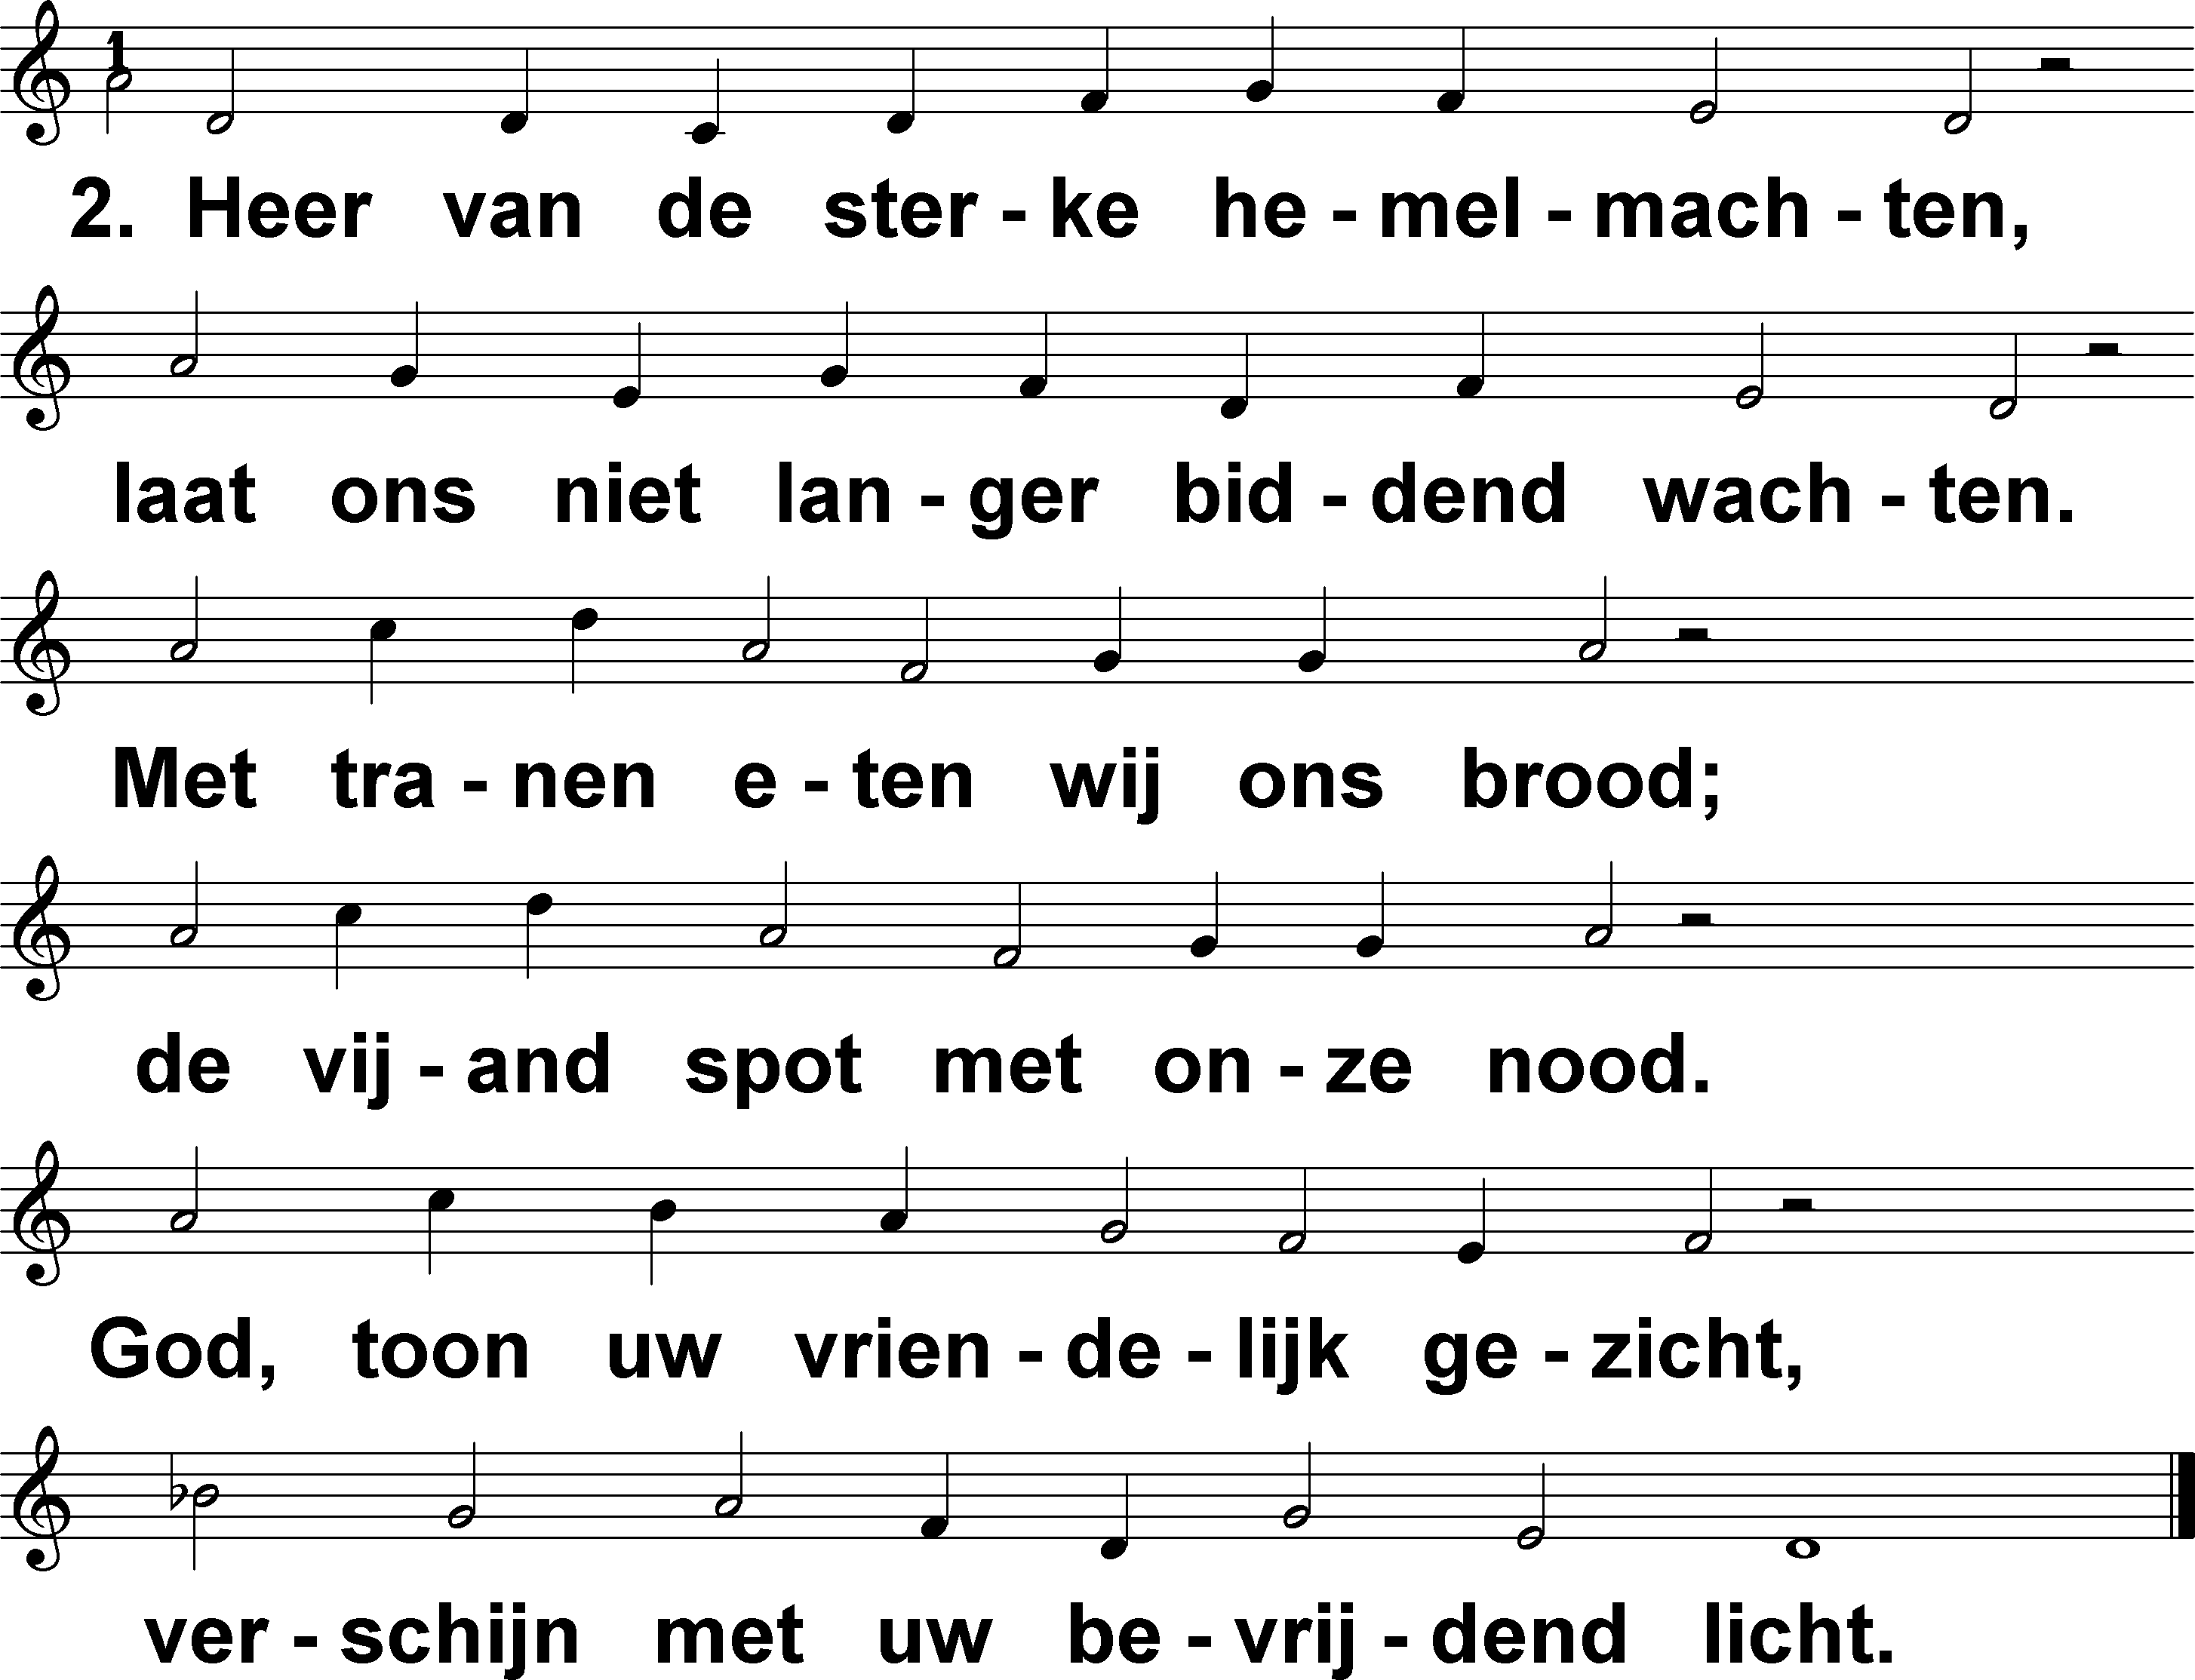 1
2. Heer van de ster - ke he - mel - mach - ten,
laat ons niet lan - ger bid - dend wach - ten.
Met tra - nen e - ten wij ons brood;
de vij - and spot met on - ze nood.
God, toon uw vrien - de - lijk ge - zicht,
ver - schijn met uw be - vrij - dend licht.